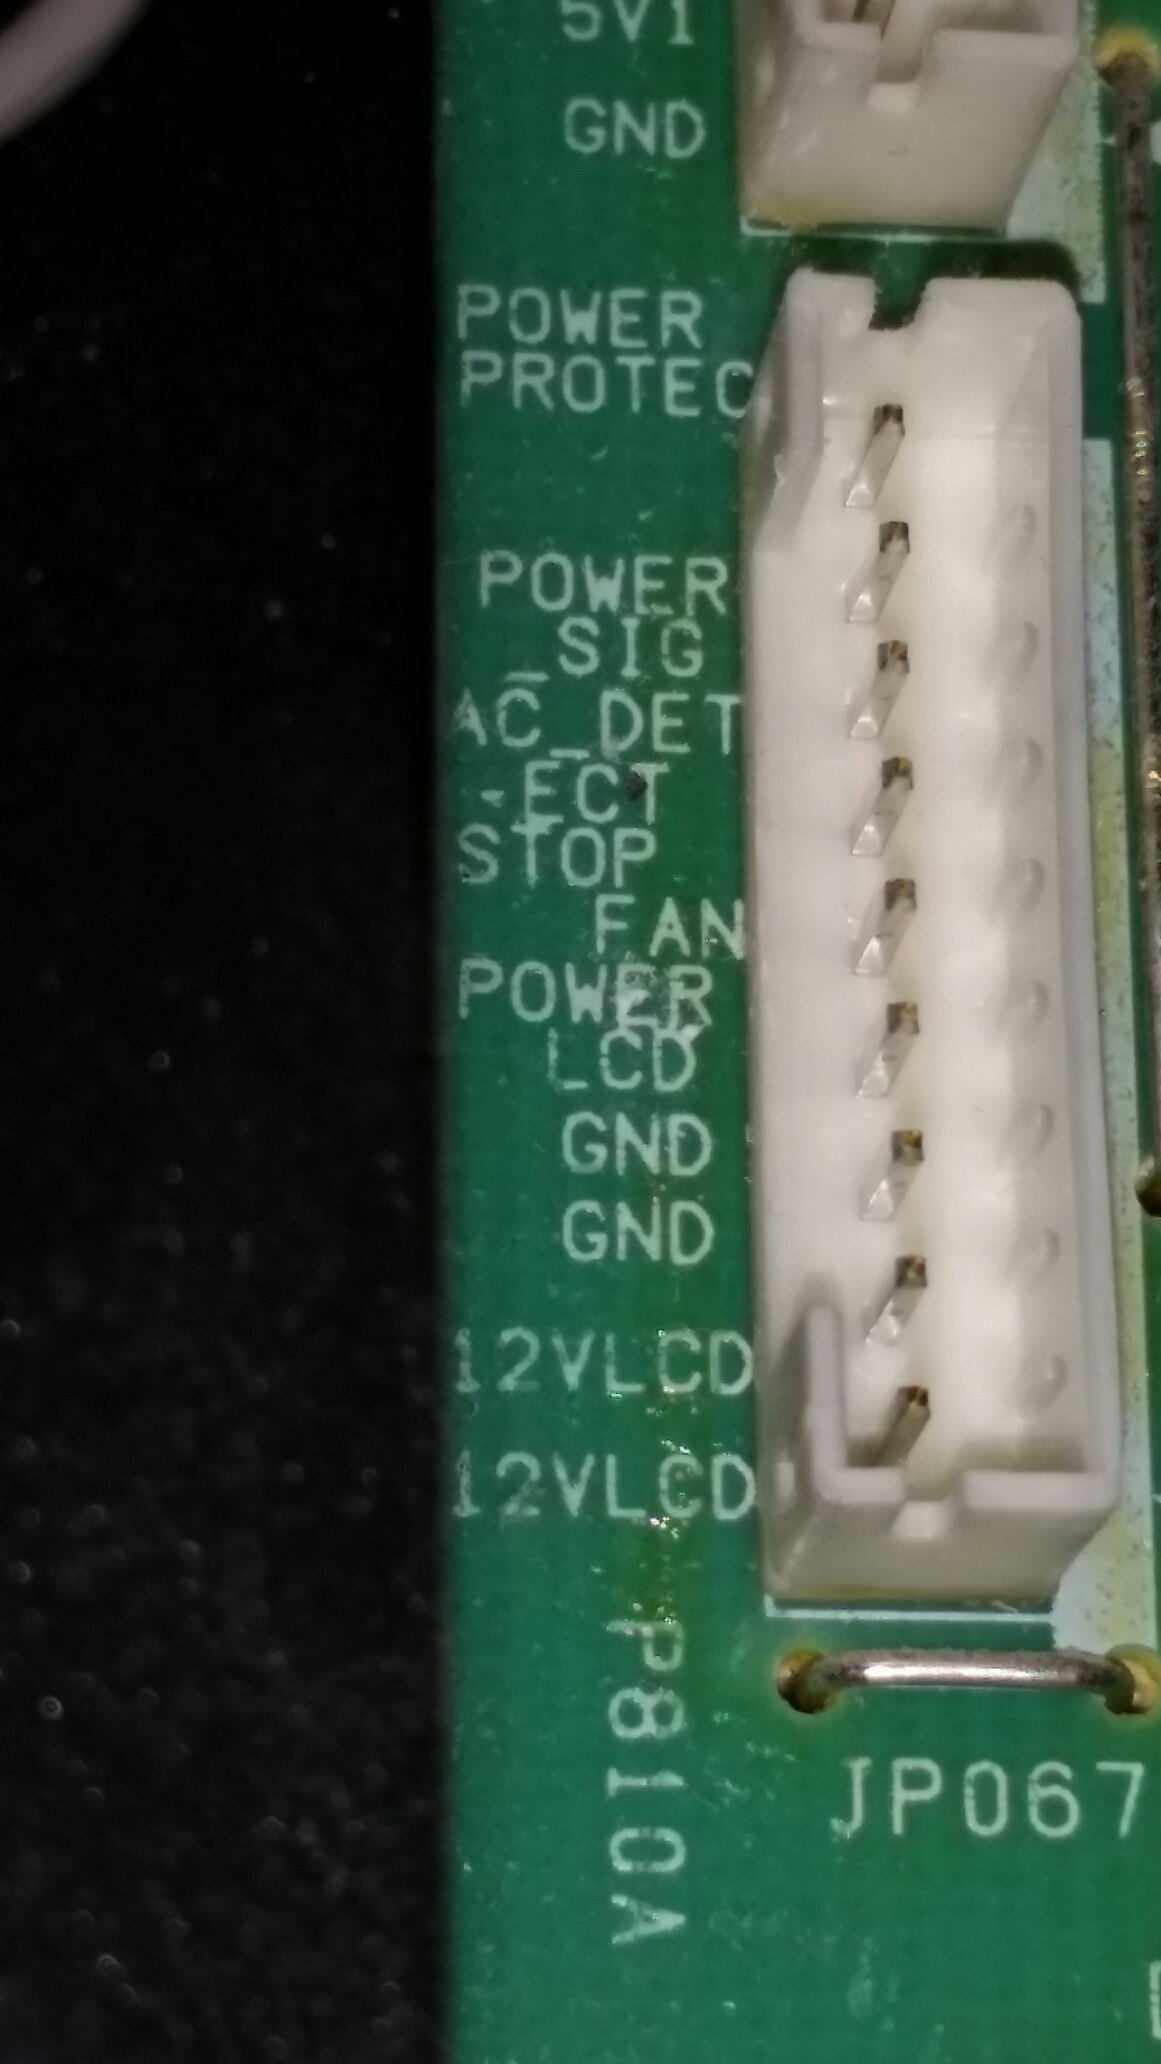 5V1
GND
POWER
PROTEC
POWER
_SIG
AC_DET
-ECT
STOP
FAN
POWER
LCD
GND
GND
12VLCD
12VLCD
P810A
JP067